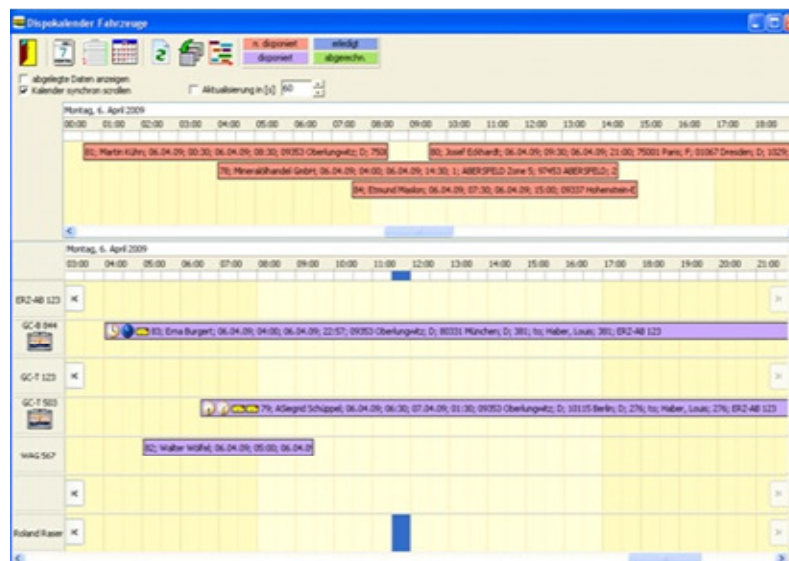 Dispokalender Fahrzeuge
n. disponiert erledigt
disponiert abgerechn.
abgelegte Daten anzeigen
Kalender synchron scrollen Aktualisierung in [s] 60
Montag, 6. April 2009
00:00 01:00 02:00 03:00 04:00 05:00 06:00 07:00 08:00 09:00 10:00 11:00 12:00 13:00 14:00 15:00 16:00 17:00 18:00
81; Martin Kühn; 06.04.09; 00:30; 06.04.09; 08:30; 09353 Oberlungwitz; D; 80; Josef Eckhardt; 06.04.09; 09:30; 06.04.09; 21:00; 75001 Paris; F; 01067 Dresden; D; 1029;
78; Mineralölhandel GmbH; 06.04.09; 04:00; 06.04.09; 14:30; 1; ABERSFELD Zone 5; 97453 ABERSFELD; 2
84; Etmund Maslon; 06.04.09; 07:30; 06.04.09; 15:00; 09337 Hohenstein-E
Montag, 6. April 2009
03:00 04:00 05:00 06:00 07:00 08:00 09:00 10:00 11:00 12:00 13:00 14:00 15:00 16:00 17:00 18:00 19:00 20:00 21:00
ERZ-AB 123
GC-B 844 83; Erna Burgert; 06.04.09; 04:00; 06.04.09; 22:57; 09353 Oberlungwitz; D; 80331 München; D; 381; to; Haber, Louis; 381; ERZ-AB 123
GC-T 123
GC-T 503 79; ASiegrid Schüppel; 06.04.09; 06:30; 07.04.09; 01:30; 09353 Oberlungwitz; D; 10115 Berlin; D; 276; to; Haber, Louis; 276; ERZ-AB 123
WAG 567 82; Walter Wölfel; 06.04.09; 05:00; 06.04.09
Roland Raser